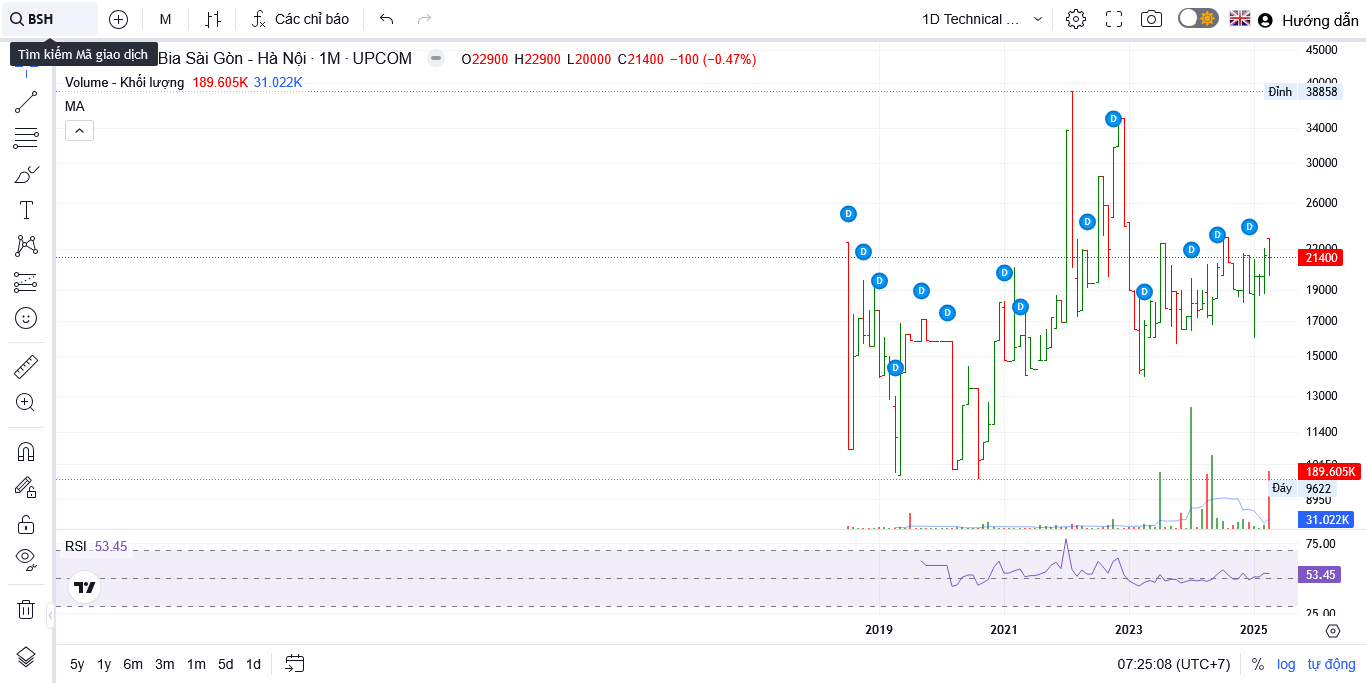 BSH
M
Các chỉ báo
1D Technical ...
Hướng dẫn
Tìm kiếm Mã giao dịch
Bia Sài Gòn - Hà Nội · 1M · UPCOM
O22900 H22900 L20000 C21400 −100 (−0.47%)
Volume - Khối lượng 189.605K 31.022K
MA
45000
40000
Đỉnh 38858
34000
30000
26000
22000
21400
19000
17000
15000
13000
11400
10150
189.605K
Đáy 9622
8950
31.022K
D
D
D
D
D
D
D
D
D
D
D
D
D
D
RSI 53.45
75.00
53.45
25.00
2019
2021
2023
2025
5y 1y 6m 3m 1m 5d 1d
07:25:08 (UTC+7)
% log tự động